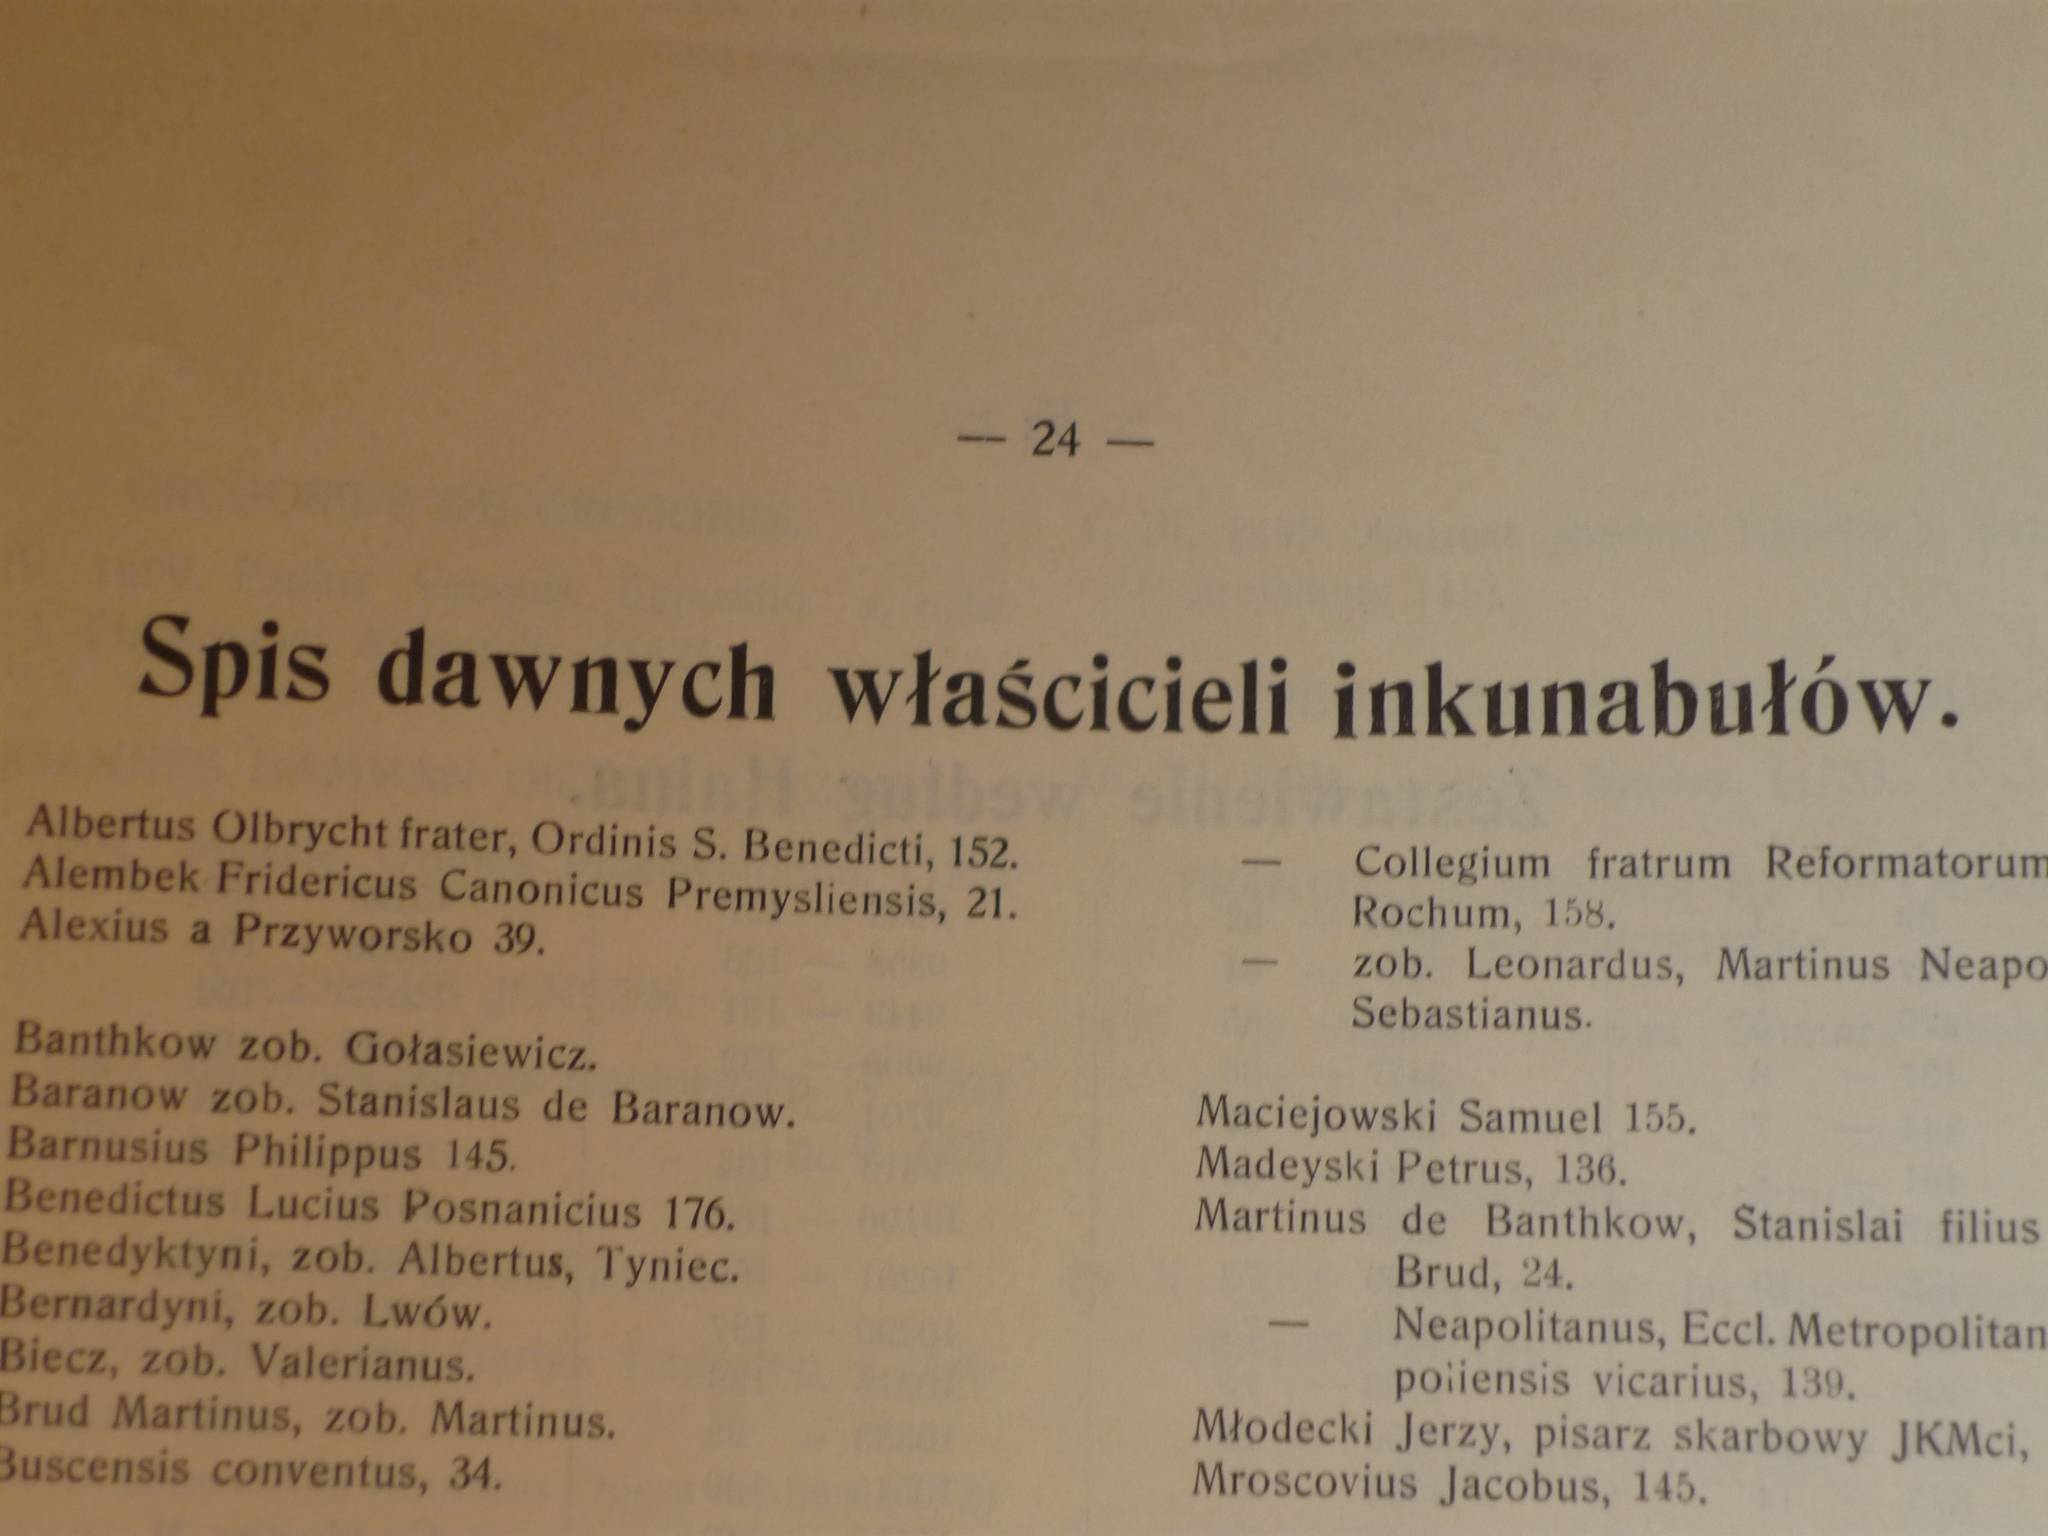 — 24 —
Spis dawnych właścicieli inkunabułów.
Albertus Olbrycht frater, Ordinis S. Benedicti, 152.
Alembek Fridericus Canonicus Premysliensis, 21.
Alexius a Przyworsko 39.
Banthkow zob. Gołasiewicz.
Baranow zob. Stanislaus de Baranow.
Barnusius Philippus 145.
Benedictus Lucius Posnanicius 176.
Benedyktyni, zob. Albertus, Tyniec.
Bernardyni, zob. Lwów.
Biecz, zob. Valerianus.
Brud Martinus, zob. Martinus.
Buscensis conventus, 34.
— Collegium fratrum Reformatorum
Rochum, 158.
— zob. Leonardus, Martinus Neapo
Sebastianus.
Maciejowski Samuel 155.
Madeyski Petrus, 136.
Martinus de Banthkow, Stanislai filius
Brud, 24.
— Neapolitanus, Eccl. Metropolitan
poliensis vicarius, 139.
Młodecki Jerzy, pisarz skarbowy JKMci,
Mroscovius Jacobus, 145.